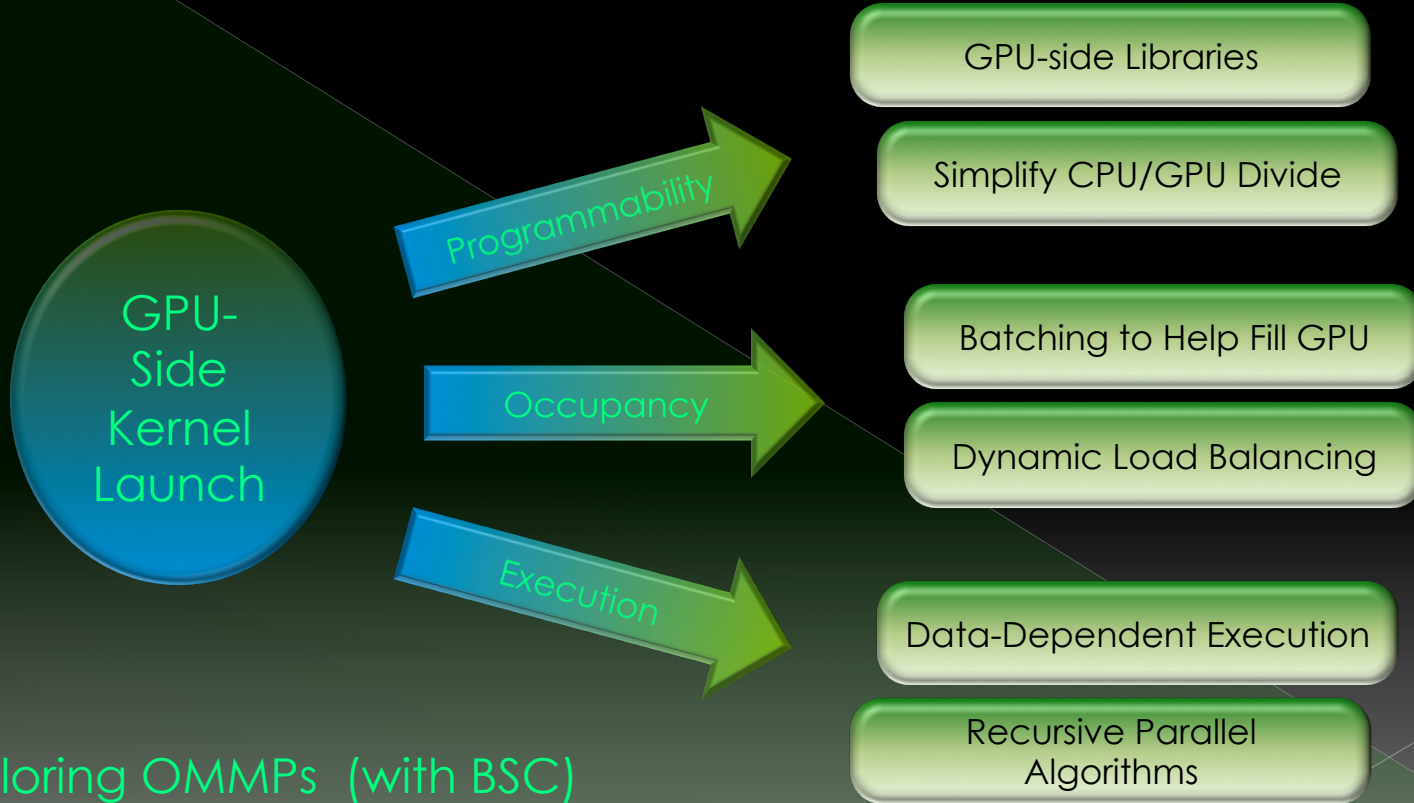 GPU-
Side
Kernel
Launch
Programmability
GPU-side Libraries
Simplify CPU/GPU Divide
Occupancy
Batching to Help Fill GPU
Dynamic Load Balancing
Execution
Data-Dependent Execution
Recursive Parallel
Algorithms
loring OMMPs (with BSC)